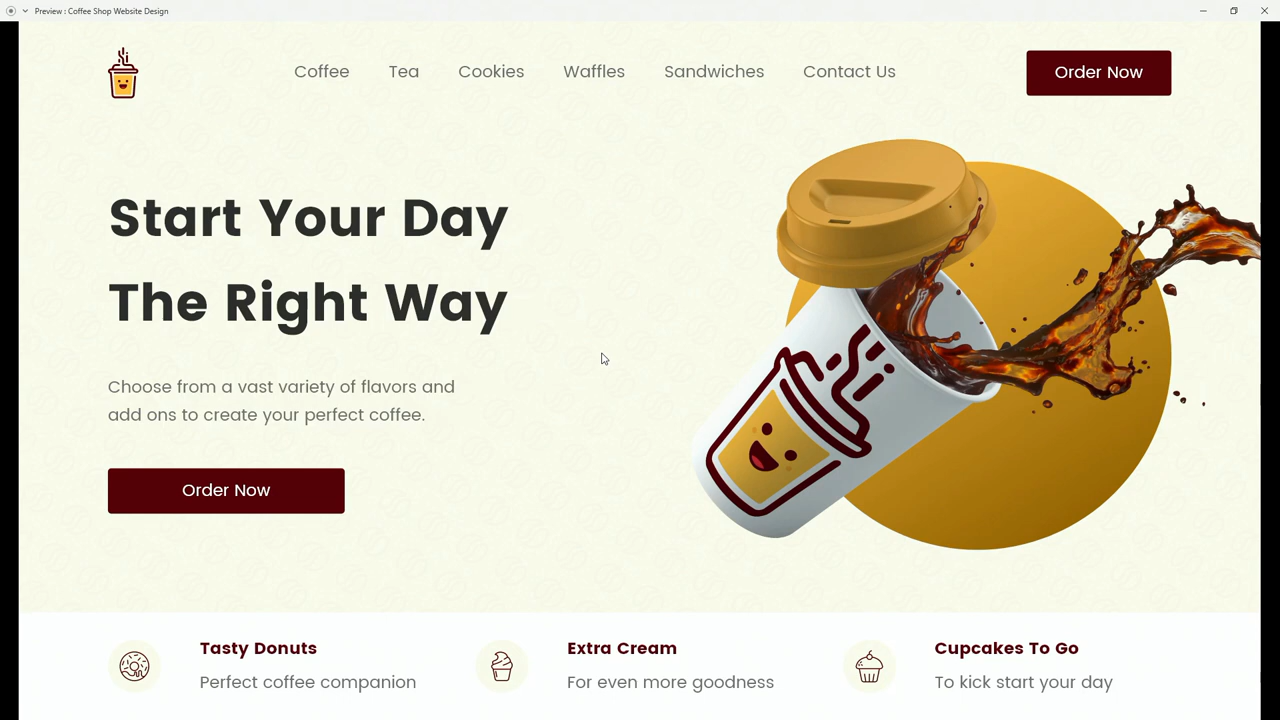 Preview : Coffee Shop Website Design
Coffee Tea Cookies Waffles Sandwiches Contact Us Order Now
Start Your Day
The Right Way
Choose from a vast variety of flavors and
add ons to create your perfect coffee.
Order Now
Tasty Donuts
Perfect coffee companion
Extra Cream
For even more goodness
Cupcakes To Go
To kick start your day